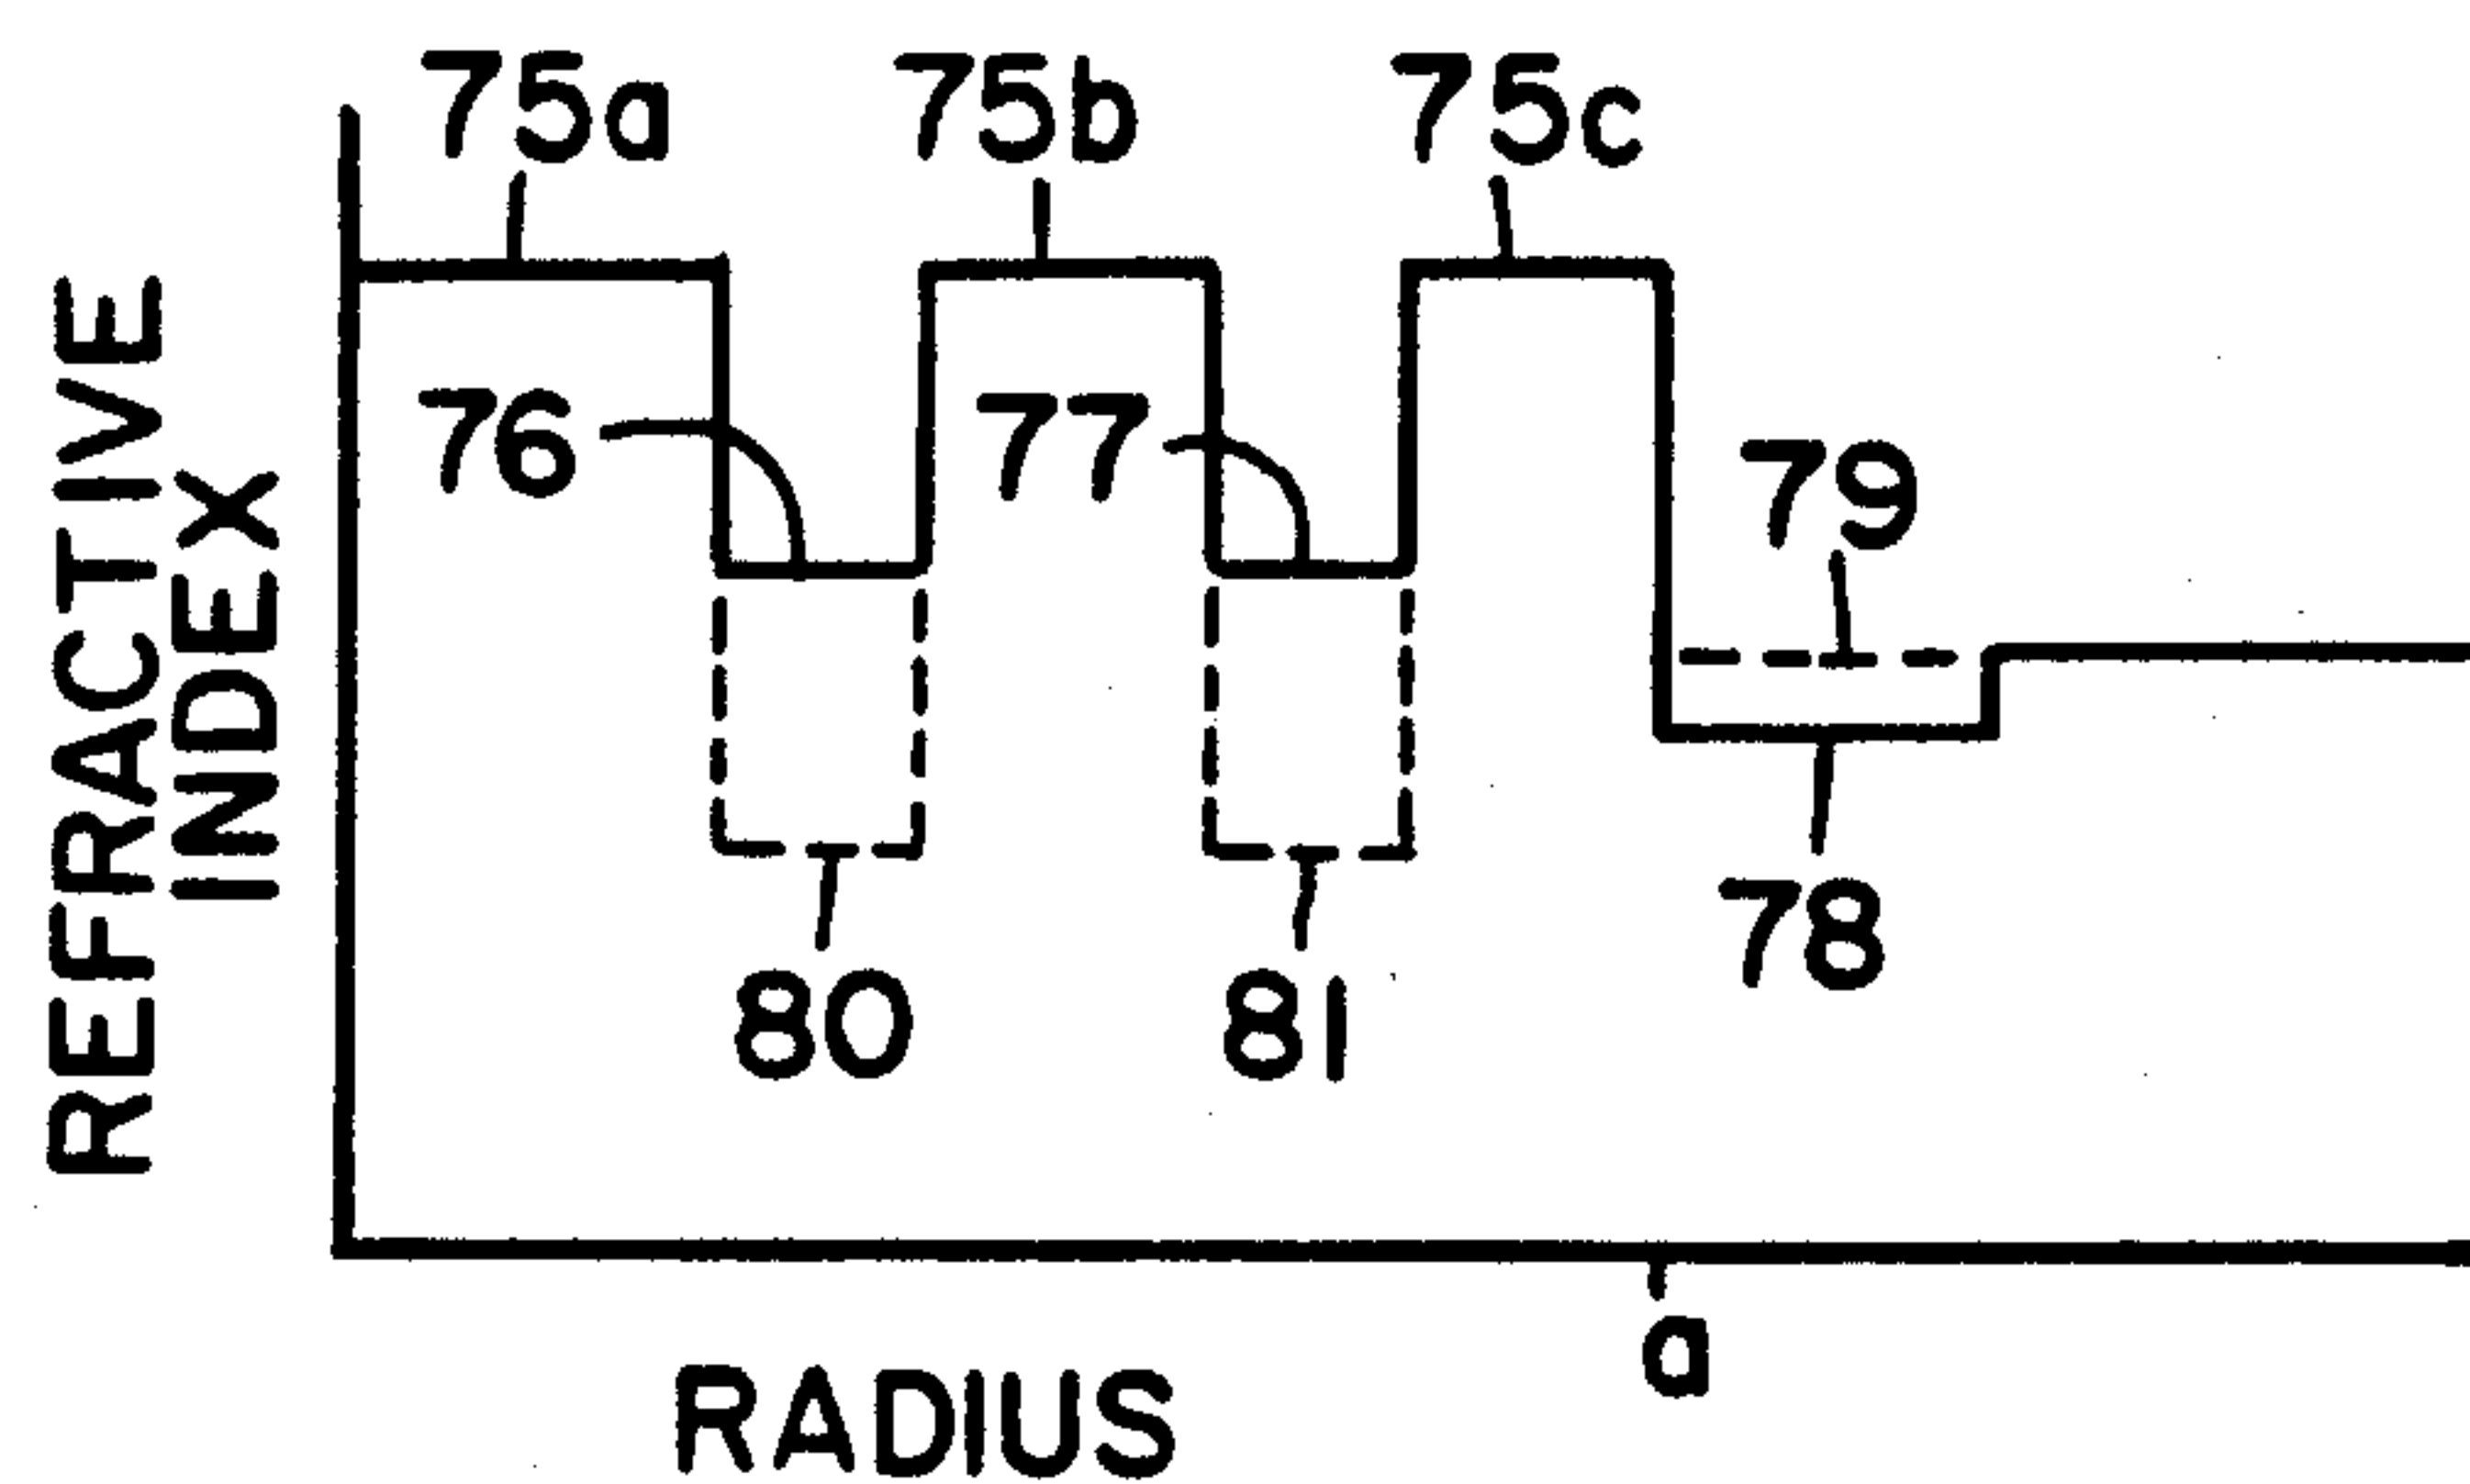 75a 75b 75c
REFRACTIVE
INDEX
76 77 79
78
80 81
a
RADIUS